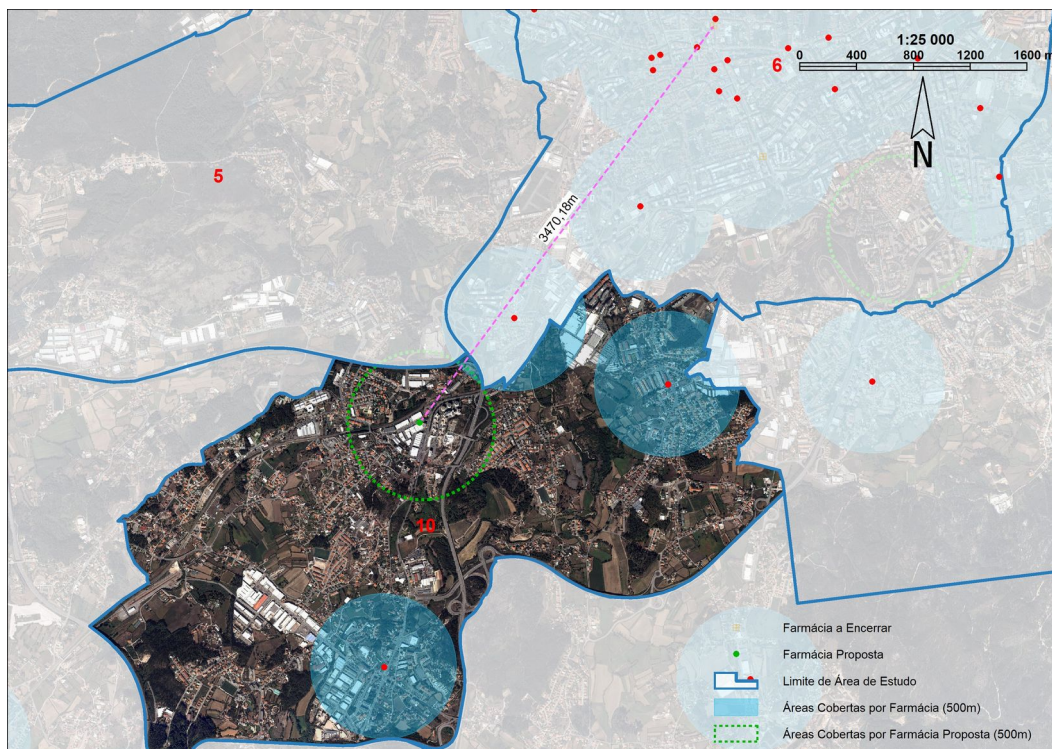 1:25 000
0 400 800 1200 1600 m
6
N
5
3470,18m
10
Farmácia a Encerrar
Farmácia Proposta
Limite de Área de Estudo
Áreas Cobertas por Farmácia (500m)
Áreas Cobertas por Farmácia Proposta (500m)